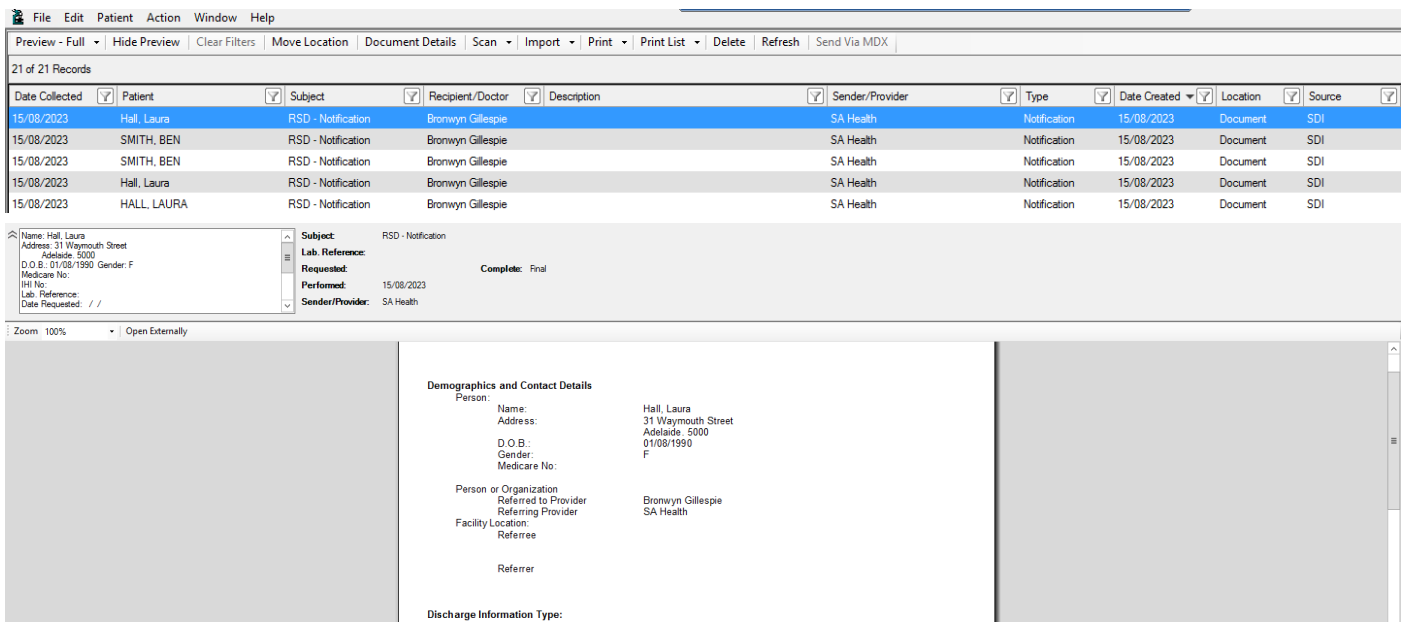 File Edit Patient Action Window Help
Preview - Full Hide Preview Clear Filters Move Location Document Details Scan Import Print Print List Delete Refresh Send Via MDX
21 of 21 Records
Date Collected Patient Subject Recipient/Doctor Description Sender/Provider Type Date Created Location Source
15/08/2023 Hall, Laura RSD - Notification Bronwyn Gillespie SA Health Notification 15/08/2023 Document SDI
15/08/2023 SMITH, BEN RSD - Notification Bronwyn Gillespie SA Health Notification 15/08/2023 Document SDI
15/08/2023 SMITH, BEN RSD - Notification Bronwyn Gillespie SA Health Notification 15/08/2023 Document SDI
15/08/2023 Hall, Laura RSD - Notification Bronwyn Gillespie SA Health Notification 15/08/2023 Document SDI
15/08/2023 HALL, LAURA RSD - Notification Bronwyn Gillespie SA Health Notification 15/08/2023 Document SDI
Name: Hall, Laura
Address: 31 Waymouth Street
Adelaide. 5000
D.O.B.: 01/08/1990 Gender: F
Medicare No:
IHI No:
Lab. Reference:
Date Requested: / /
Subject: RSD - Notification
Lab. Reference:
Requested: Complete: Final
Performed: 15/08/2023
Sender/Provider: SA Health
Zoom 100% Open Externally
Demographics and Contact Details
Person:
Name: Hall, Laura
Address: 31 Waymouth Street
Adelaide. 5000
D.O.B.: 01/08/1990
Gender: F
Medicare No:
Person or Organization
Referred to Provider Bronwyn Gillespie
Referring Provider SA Health
Facility Location:
Referree
Referrer
Discharge Information Type: